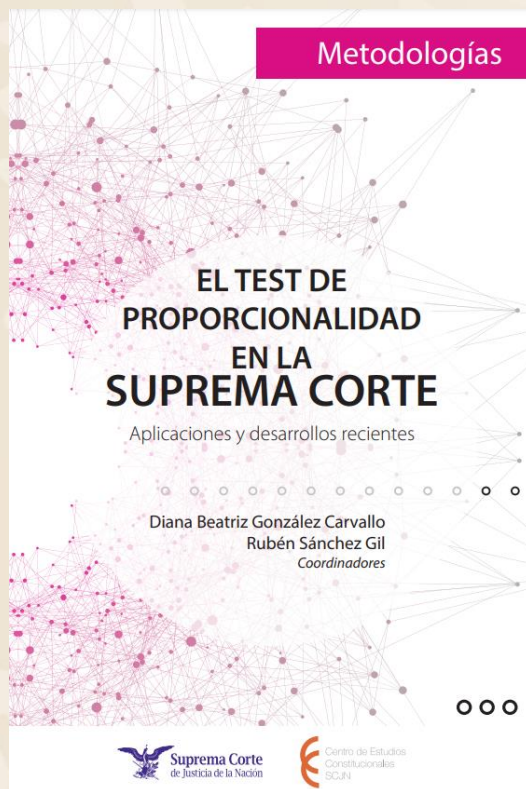 Metodologías
EL TEST DE
PROPORCIONALIDAD
EN LA
SUPREMA CORTE
Aplicaciones y desarrollos recientes
Diana Beatriz González Carvallo
Rubén Sánchez Gil
Coordinadores
Suprema Corte
de Justicia de la Nación
Centro de Estudios
Constitucionales
SCJN